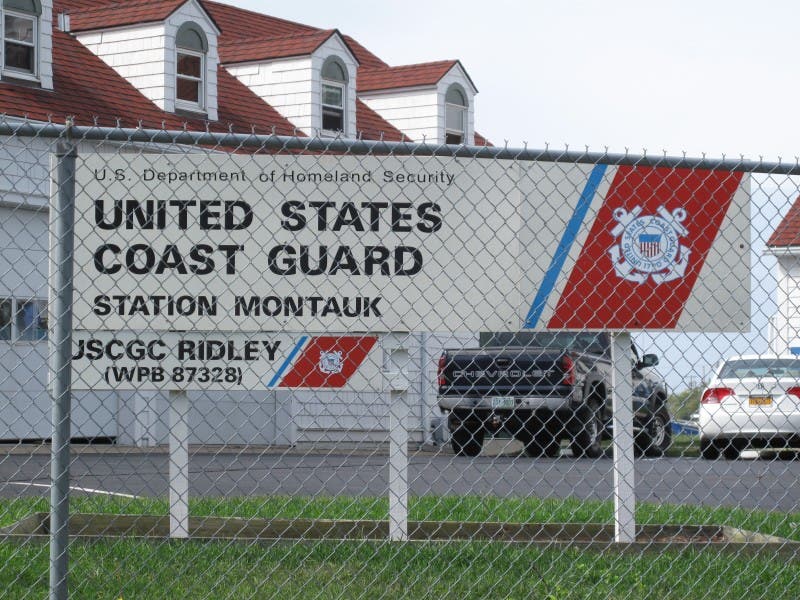 U.S. Department of Homeland Security
UNITED STATES
COAST GUARD
STATION MONTAUK
USCGC RIDLEY
(WPB 87328)
CHEVROLET